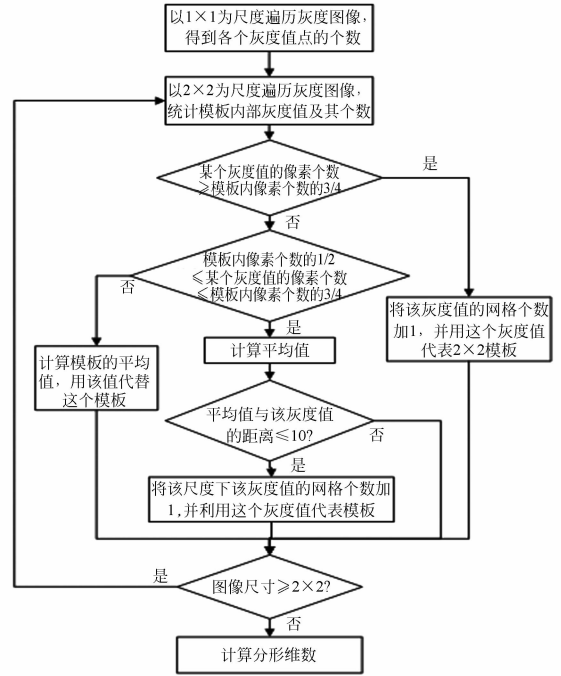 以1×1为尺度遍历灰度图像，
得到各个灰度值点的个数
以2×2为尺度遍历灰度图像，
统计模板内部灰度值及其个数
某个灰度值的像素个数
≥模板内像素个数的3/4
是
否
模板内像素个数的1/2
≤某个灰度值的像素个数
≤模板内像素个数的3/4
否
是
将该灰度值的网格个数
加1，并用这个灰度值
代表2×2模板
计算平均值
计算模板的平均
值，用该值代替
这个模板
平均值与该灰度值
的距离≤10?
否
是
将该尺度下该灰度值的网格个数加
1,并利用这个灰度值代表模板
是
图像尺寸≥2×2?
否
计算分形维数